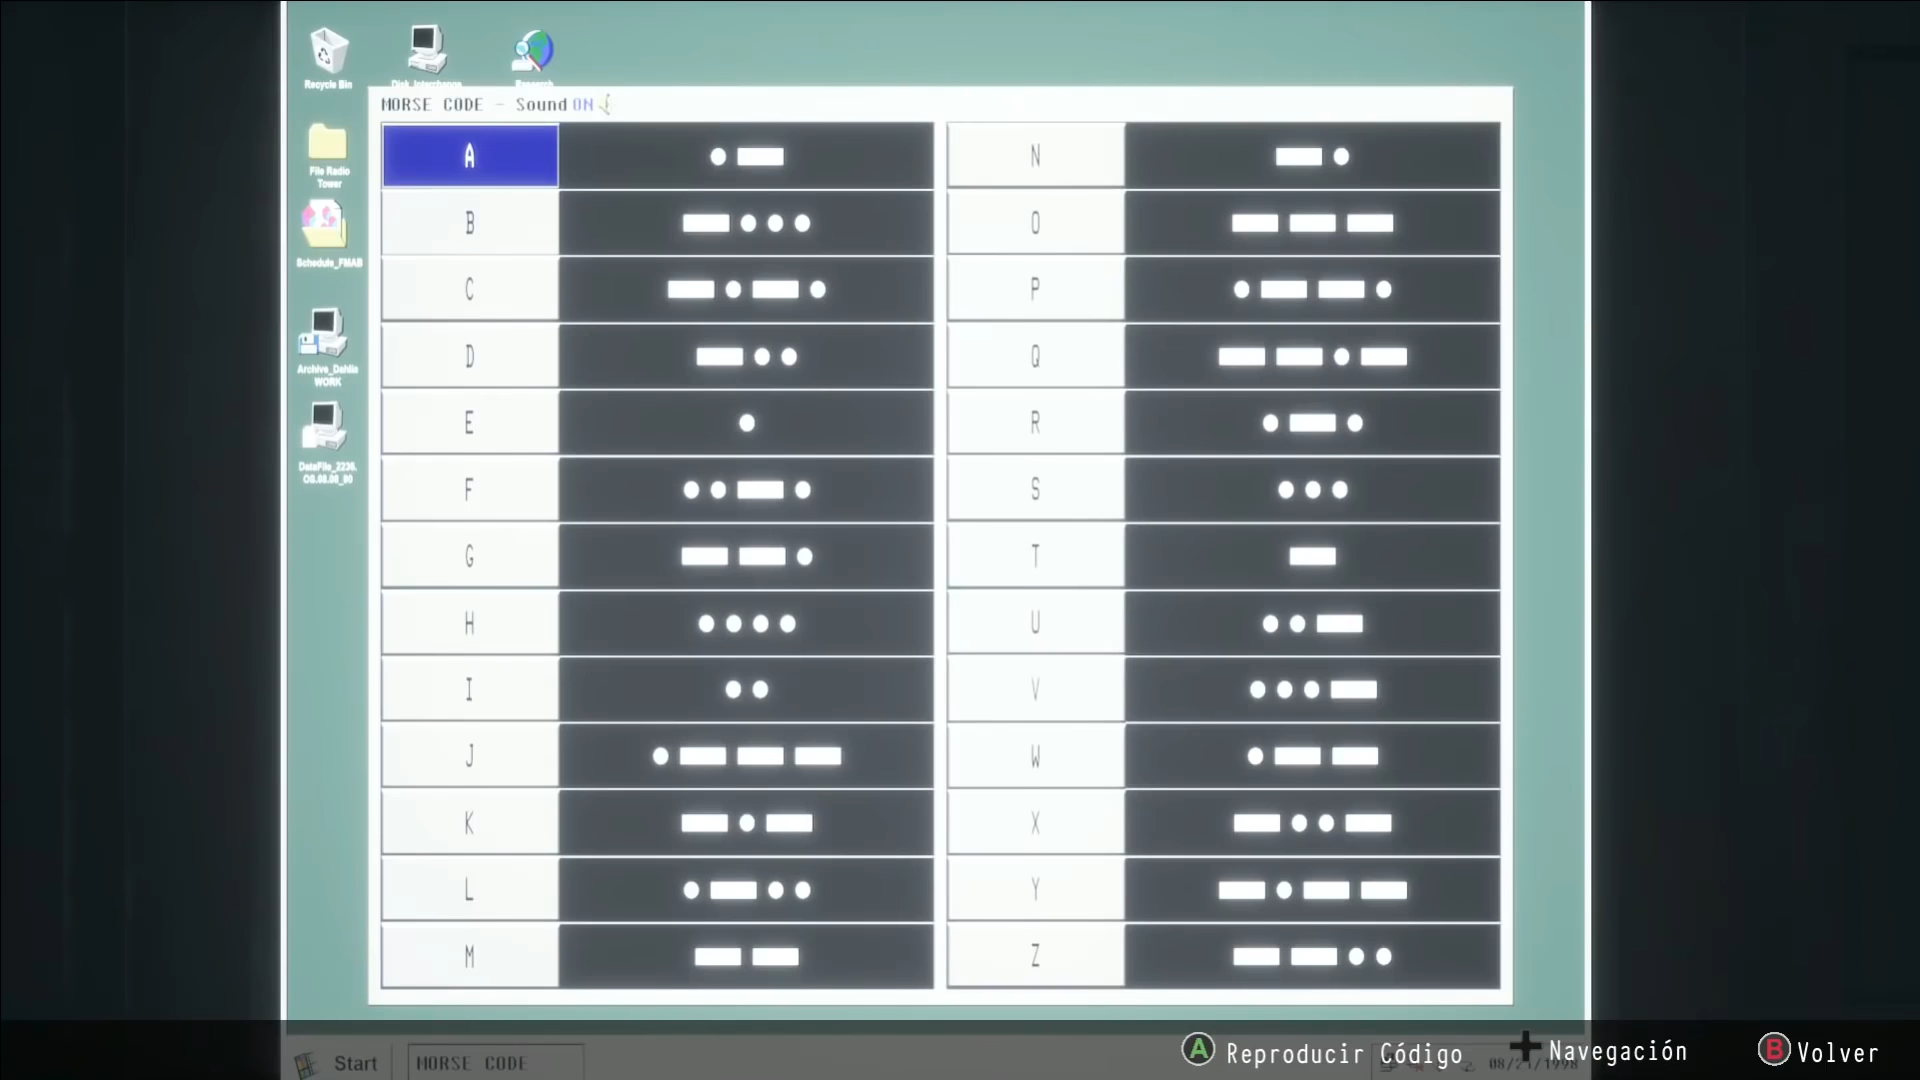 Recycle Bin
MORSE CODE - Sound ON
File Radio
Tower
Schedule_FMAB
Archive_Dahlia
WORK
A
B
C
D
E
F
G
H
I
J
K
L
M
N
O
P
Q
R
S
T
U
V
W
X
Y
Z
Start
MORSE CODE
A Reproducir Código
Navegación
B Volver